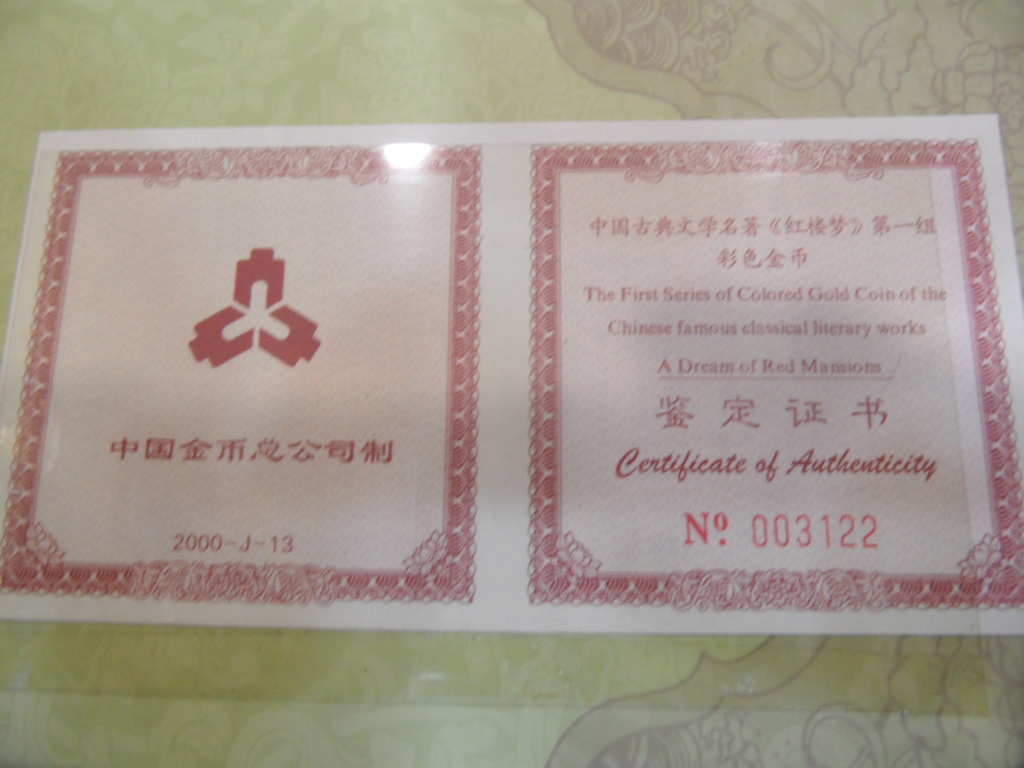 中国金币总公司制
2000-J-13
中国古典文学名著《红楼梦》第一组
彩色金币
The First Series of Colored Gold Coin of the
Chinese famous classical literary works
A Dream of Red Mansions
鉴定证书
Certificate of Authenticity
Nº 003122